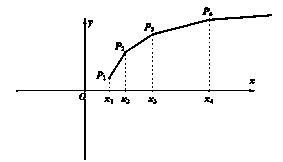 y
P₄
P₃
P₂
P₁
x
O x₁ x₂ x₃ x₄